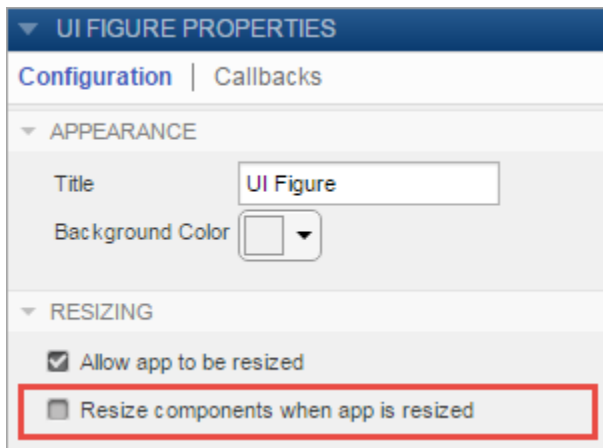 UI FIGURE PROPERTIES
Configuration | Callbacks
APPEARANCE
Title UI Figure
Background Color
RESIZING
Allow app to be resized
Resize components when app is resized